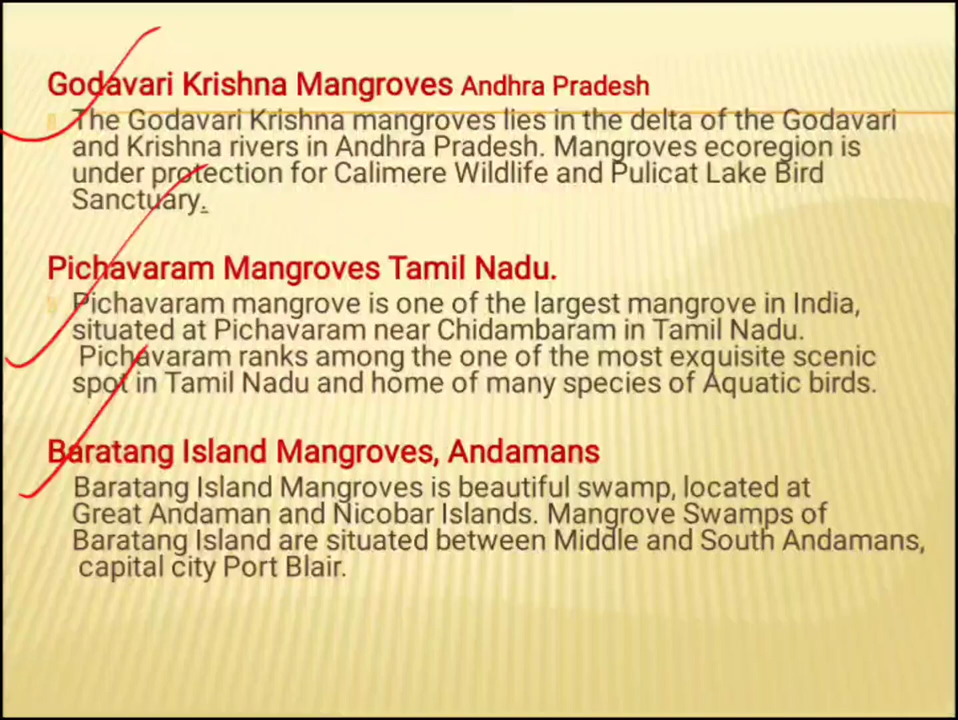 Godavari Krishna Mangroves Andhra Pradesh
The Godavari Krishna mangroves lies in the delta of the Godavari
and Krishna rivers in Andhra Pradesh. Mangroves ecoregion is
under protection for Calimere Wildlife and Pulicat Lake Bird
Sanctuary.
Pichavaram Mangroves Tamil Nadu.
Pichavaram mangrove is one of the largest mangrove in India,
situated at Pichavaram near Chidambaram in Tamil Nadu.
Pichavaram ranks among the one of the most exquisite scenic
spot in Tamil Nadu and home of many species of Aquatic birds.
Baratang Island Mangroves, Andamans
Baratang Island Mangroves is beautiful swamp, located at
Great Andaman and Nicobar Islands. Mangrove Swamps of
Baratang Island are situated between Middle and South Andamans,
capital city Port Blair.